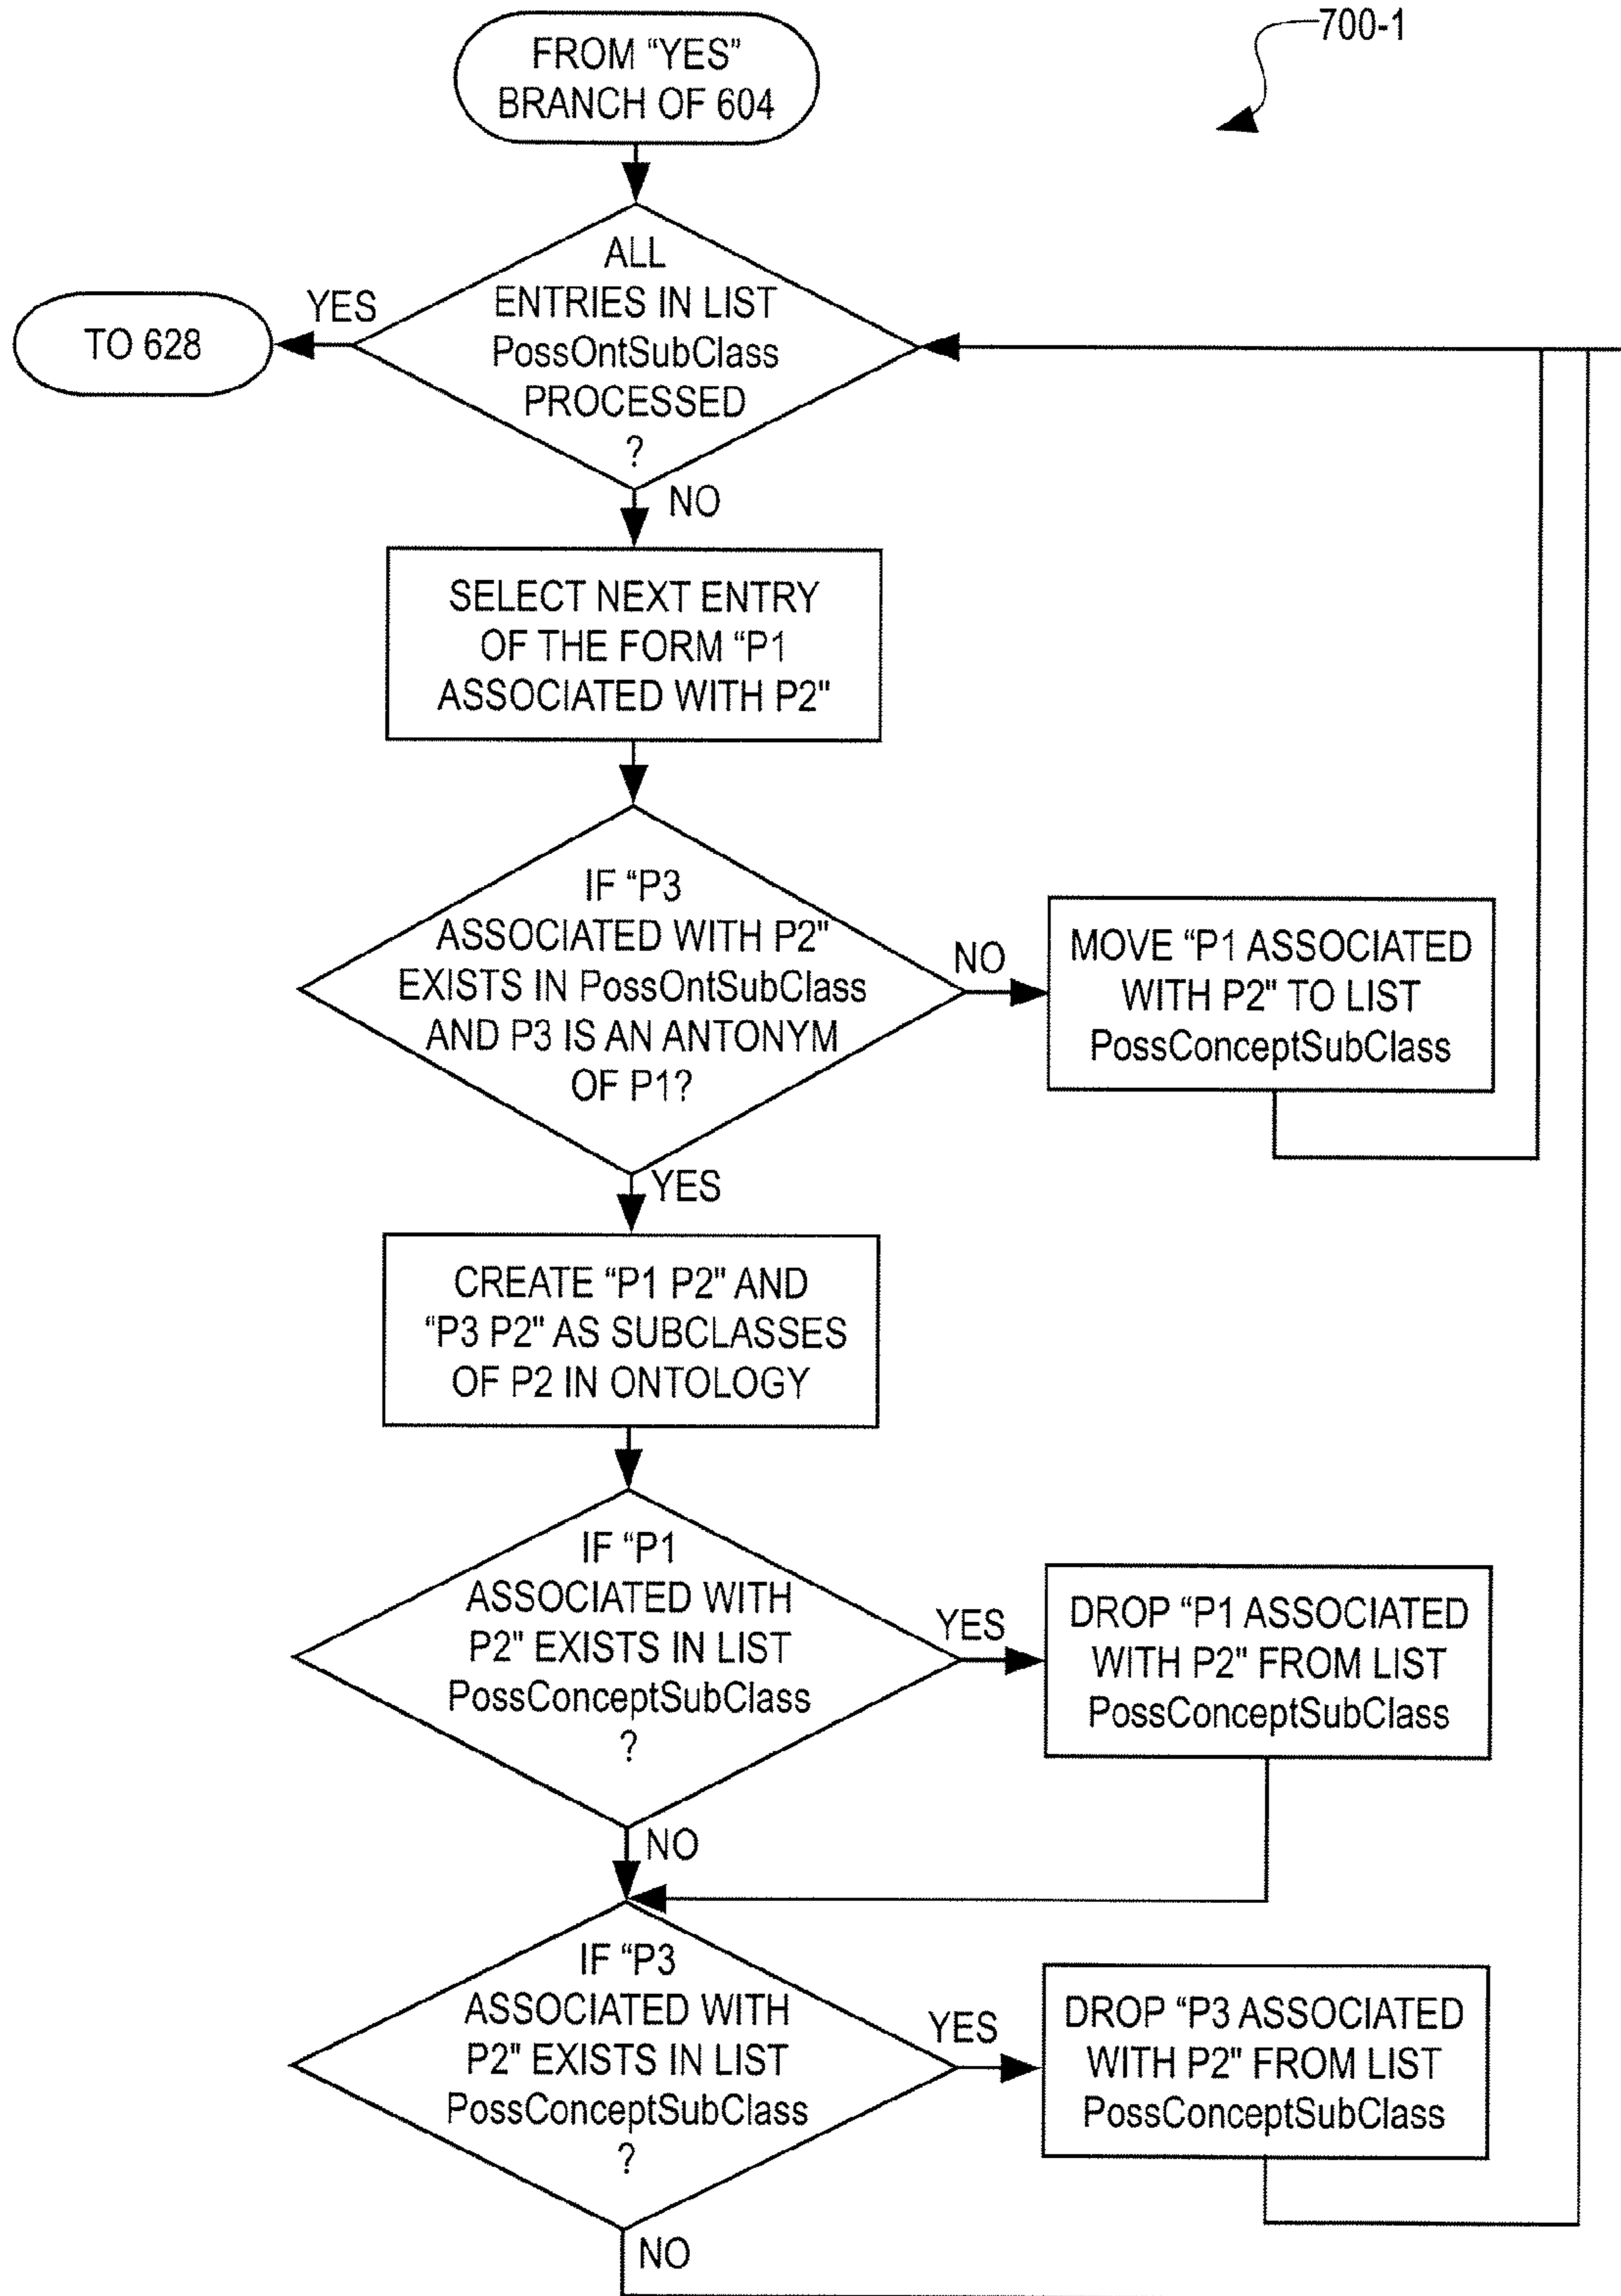 700-1
FROM “YES”
BRANCH OF 604
ALL
ENTRIES IN LIST
PossOntSubClass
PROCESSED
?
YES
TO 628
NO
SELECT NEXT ENTRY
OF THE FORM “P1
ASSOCIATED WITH P2"
IF “P3
ASSOCIATED WITH P2"
EXISTS IN PossOntSubClass
AND P3 IS AN ANTONYM
OF P1?
NO
MOVE “P1 ASSOCIATED
WITH P2" TO LIST
PossConceptSubClass
YES
CREATE “P1 P2" AND
“P3 P2" AS SUBCLASSES
OF P2 IN ONTOLOGY
IF “P1
ASSOCIATED WITH
P2" EXISTS IN LIST
PossConceptSubClass
?
YES
DROP “P1 ASSOCIATED
WITH P2" FROM LIST
PossConceptSubClass
NO
IF “P3
ASSOCIATED WITH
P2" EXISTS IN LIST
PossConceptSubClass
?
YES
DROP “P3 ASSOCIATED
WITH P2" FROM LIST
PossConceptSubClass
NO